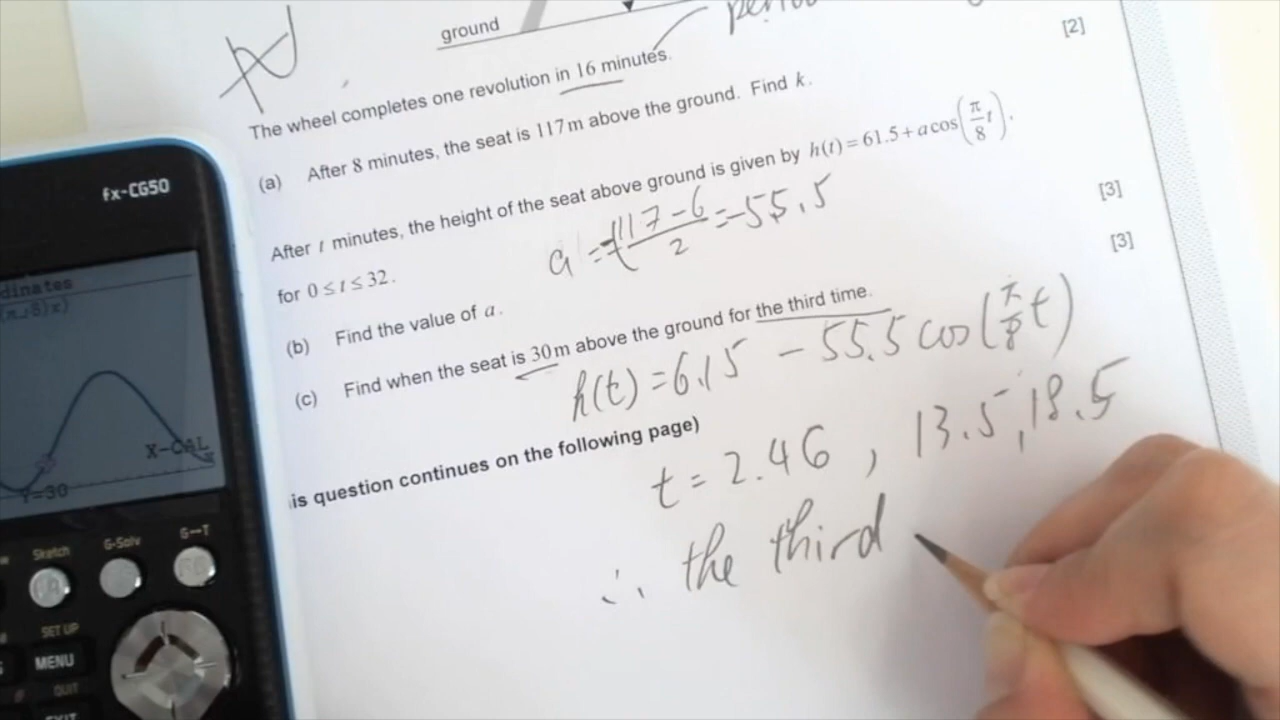 ground
[2]
The wheel completes one revolution in 16 minutes.
(a) After 8 minutes, the seat is 117 m above the ground. Find k.
After t minutes, the height of the seat above ground is given by h(t) = 61.5 + a cos(π/8 t),
for 0 ≤ t ≤ 32.
a = -(117-6)/2 = -55.5
[3]
(b) Find the value of a.
[3]
(c) Find when the seat is 30 m above the ground for the third time.
h(t) = 6.15 - 55.5 cos(π/8 t)
is question continues on the following page)
t = 2.46, 13.5, 18.5
∴ the third
fx-CG50
dinates
X-CAL
Y=30
Sketch G-Solv G↔T
SET UP
MENU
QUIT
EXIT